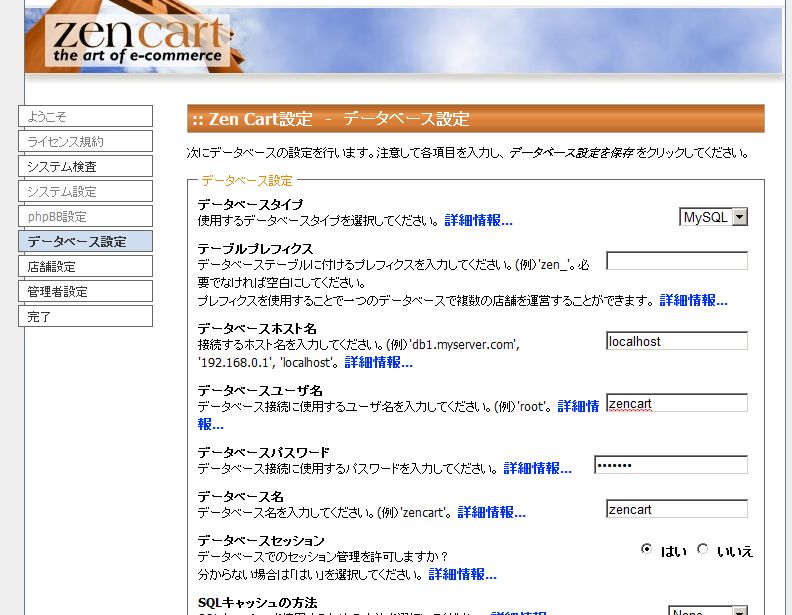 zen cart
the art of e-commerce
ようこそ
ライセンス規約
システム検査
システム設定
phpBB設定
データベース設定
店舗設定
管理者設定
完了
:: Zen Cart設定 - データベース設定
次にデータベースの設定を行います。注意して各項目を入力し、データベース設定を保存 をクリックしてください。
データベース設定
データベースタイプ
使用するデータベースタイプを選択してください。 詳細情報...
MySQL
テーブルプレフィクス
データベーステーブルに付けるプレフィクスを入力してください。(例)'zen_'。必
要でなければ空白にしてください。
プレフィクスを使用することで一つのデータベースで複数の店舗を運営することができます。 詳細情報...
データベースホスト名
接続するホスト名を入力してください。(例)'db1.myserver.com',
'192.168.0.1', 'localhost'。 詳細情報...
localhost
データベースユーザ名
データベース接続に使用するユーザ名を入力してください。(例)'root'。 詳細情
報...
zencart
データベースパスワード
データベース接続に使用するパスワードを入力してください。 詳細情報...
•••••••
データベース名
データベース名を入力してください。(例)'zencart'。 詳細情報...
zencart
データベースセッション
データベースでのセッション管理を許可しますか？
分からない場合は「はい」を選択してください。 詳細情報...
はい いいえ
SQLキャッシュの方法